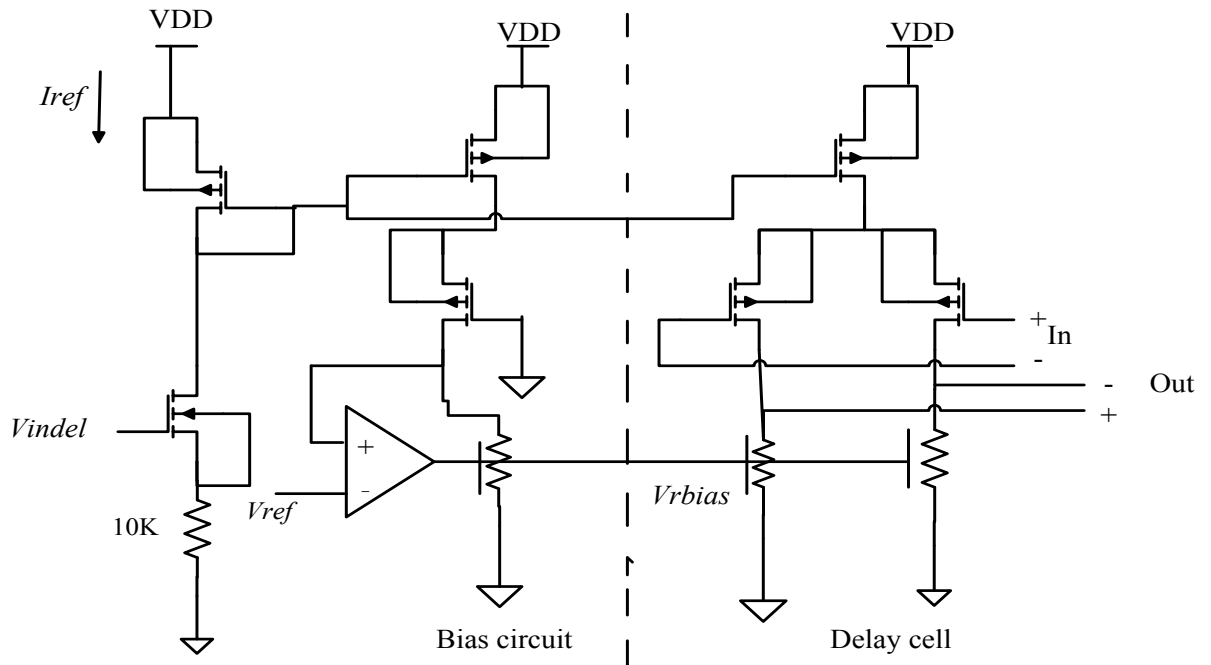 VDD
VDD
VDD
Iref
+
In
-
-
Out
+
Vindel
+
-
Vref
Vrbias
10K
Bias circuit
Delay cell